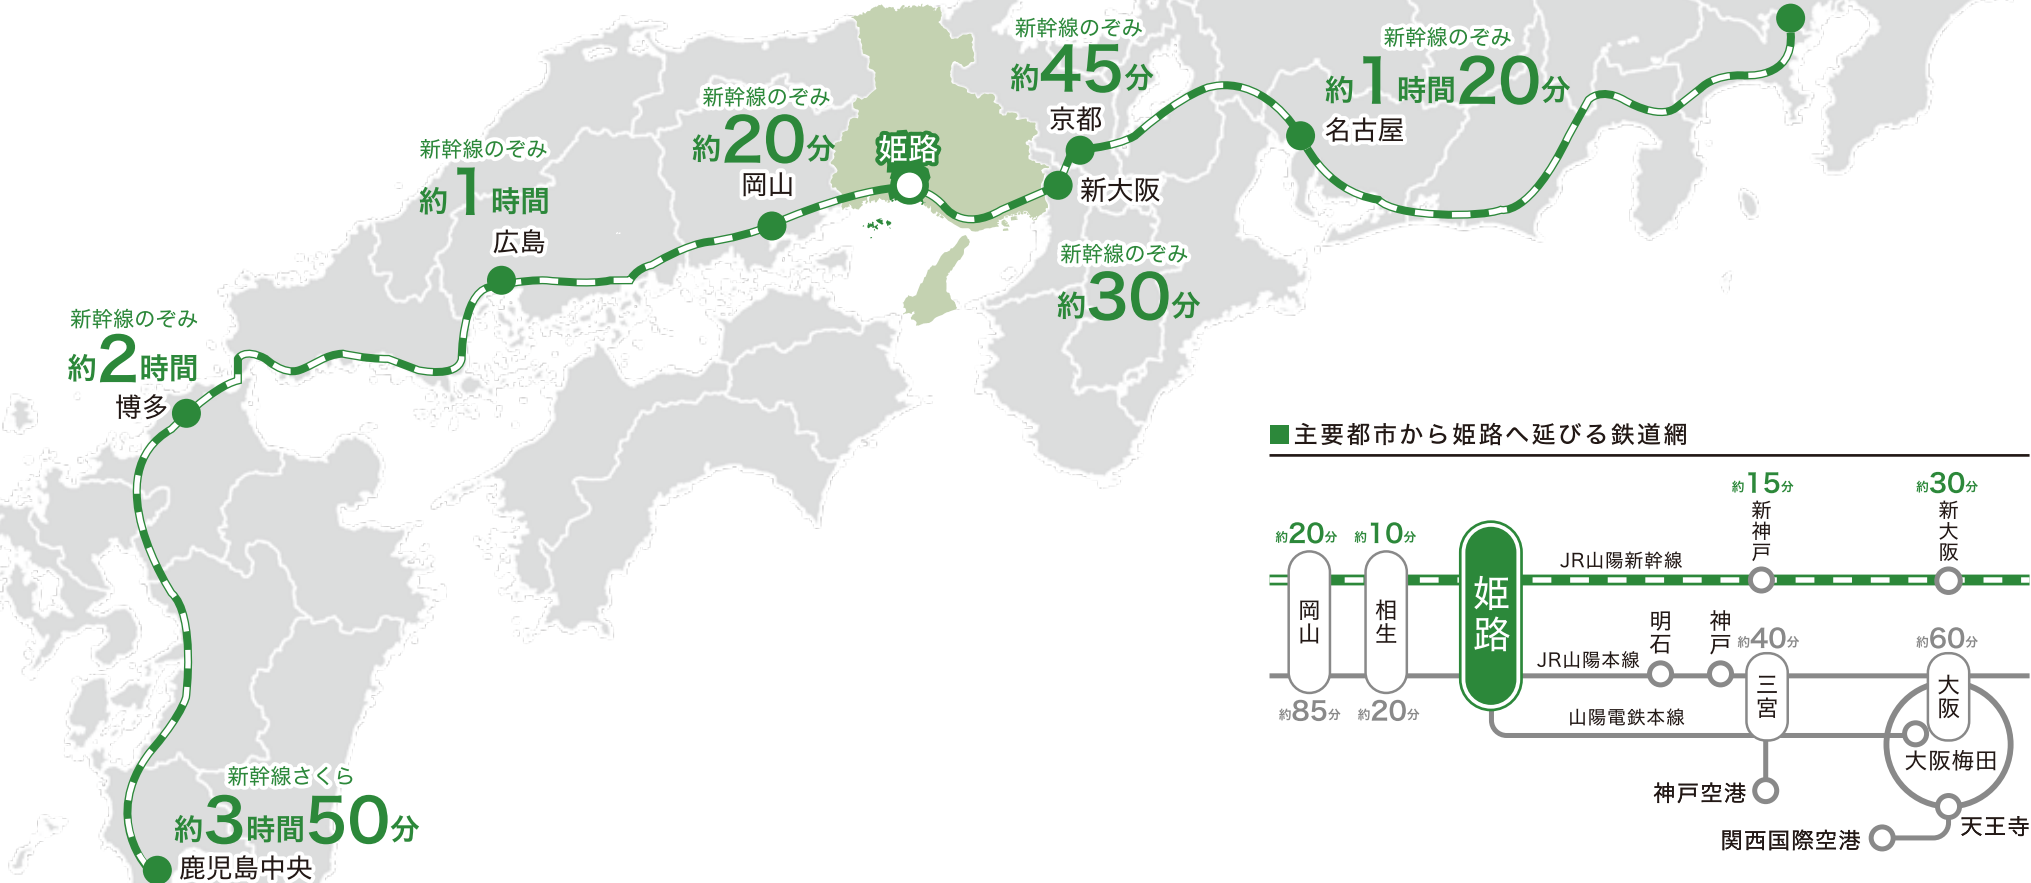 新幹線のぞみ
約45分
京都
新幹線のぞみ
約1時間20分
名古屋
新幹線のぞみ
約20分
岡山
姫路
新大阪
新幹線のぞみ
約30分
新幹線のぞみ
約1時間
広島
新幹線のぞみ
約2時間
博多
新幹線さくら
約3時間50分
鹿児島中央
■主要都市から姫路へ延びる鉄道網
約15分
新神戸
約30分
新大阪
約20分
約10分
JR山陽新幹線
岡山
相生
姫路
明石
神戸
約40分
約60分
JR山陽本線
三宮
大阪
約85分
約20分
山陽電鉄本線
大阪梅田
神戸空港
天王寺
関西国際空港